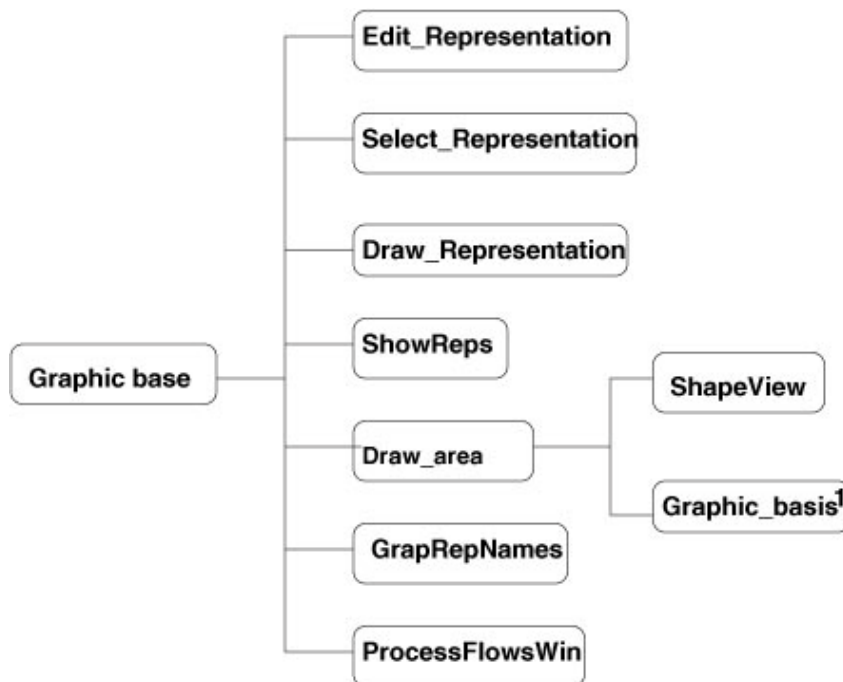 Edit_Representation
Select_Representation
Draw_Representation
ShowReps
Graphic base
ShapeView
Draw_area
Graphic_basis1
GrapRepNames
ProcessFlowsWin